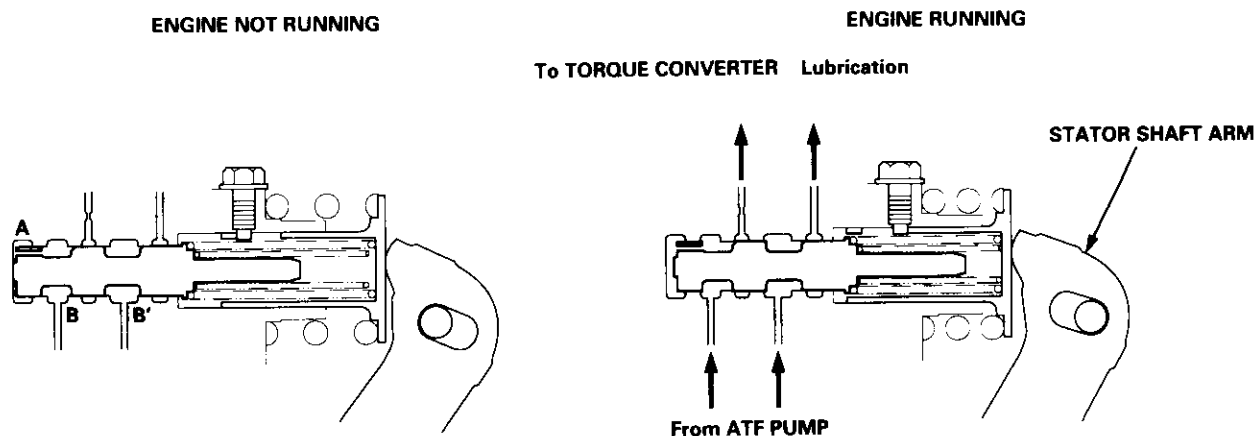 ENGINE NOT RUNNING
ENGINE RUNNING
To TORQUE CONVERTER Lubrication
STATOR SHAFT ARM
A
B
B'
From ATF PUMP